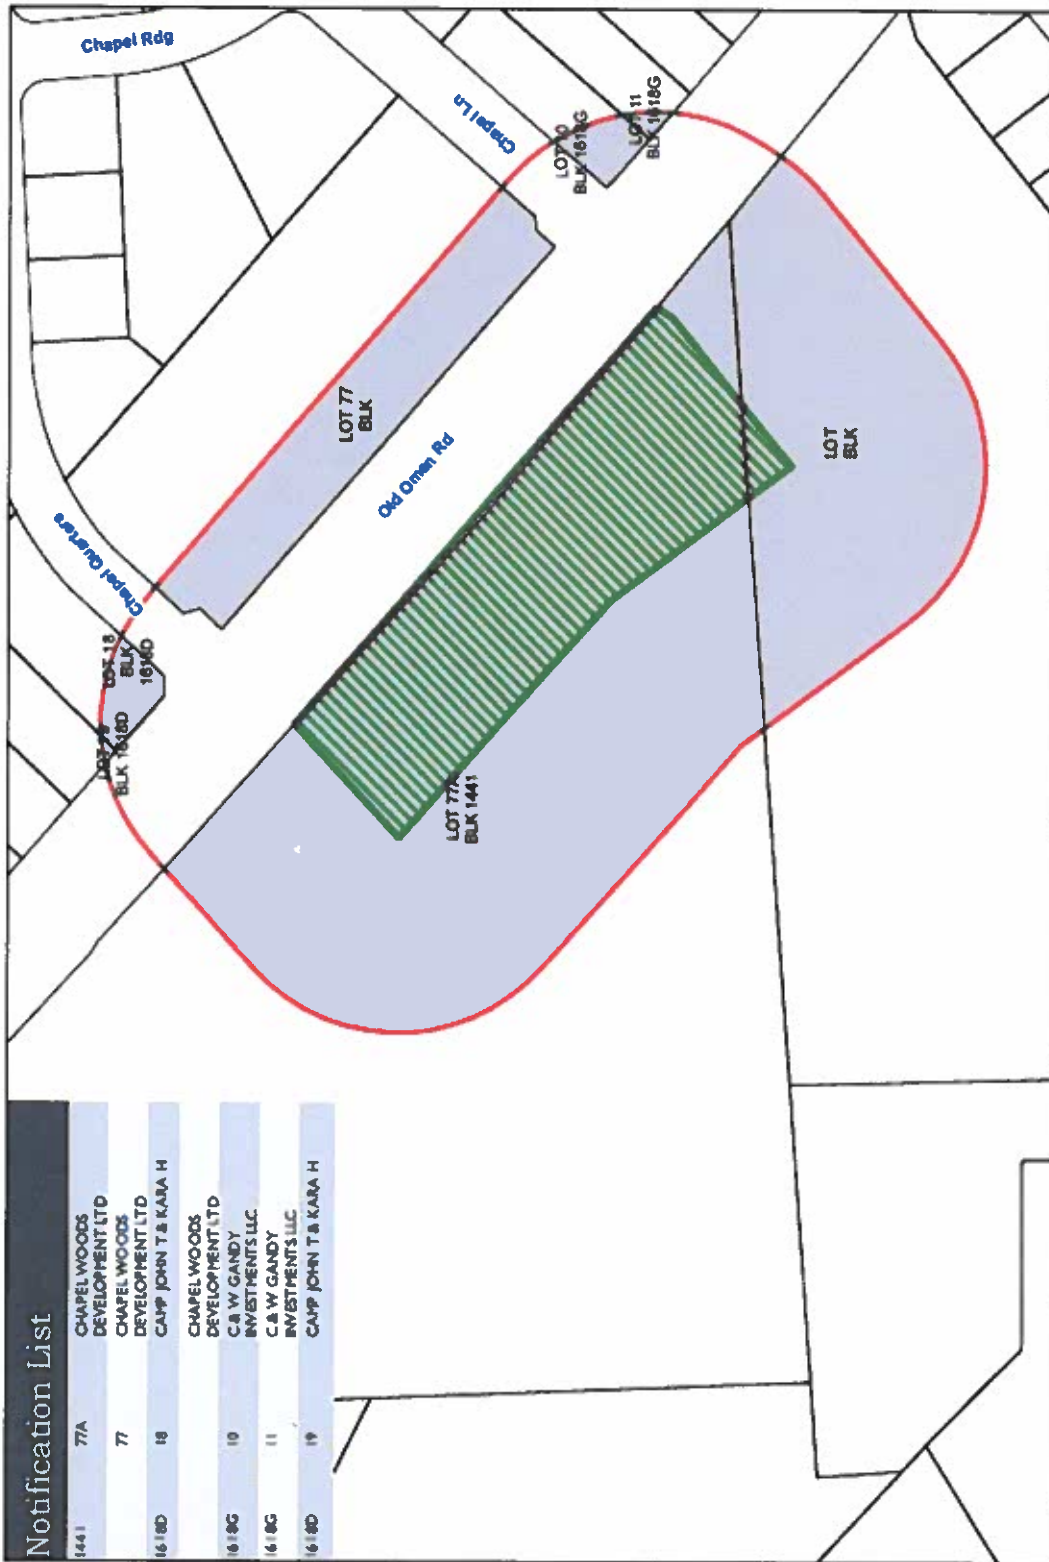 Notification List
1441 77A CHAPEL WOODS
DEVELOPMENT LTD
77 CHAPEL WOODS
DEVELOPMENT LTD
1618D 18 CAMP JOHN T & KARA H
CHAPEL WOODS
DEVELOPMENT LTD
1618G 10 C & W GANDY
INVESTMENTS LLC
1618G 11 C & W GANDY
INVESTMENTS LLC
1618D 19 CAMP JOHN T & KARA H
Chapel Rdg
Chapel Ln
Chapel Quarters
Old Omen Rd
LOT 10
BLK 1618G
LOT 11
BLK 1618G
LOT 77
BLK
LOT 18
BLK
1618D
LOT 19
BLK 1618D
LOT 77A
BLK 1441
LOT
BLK